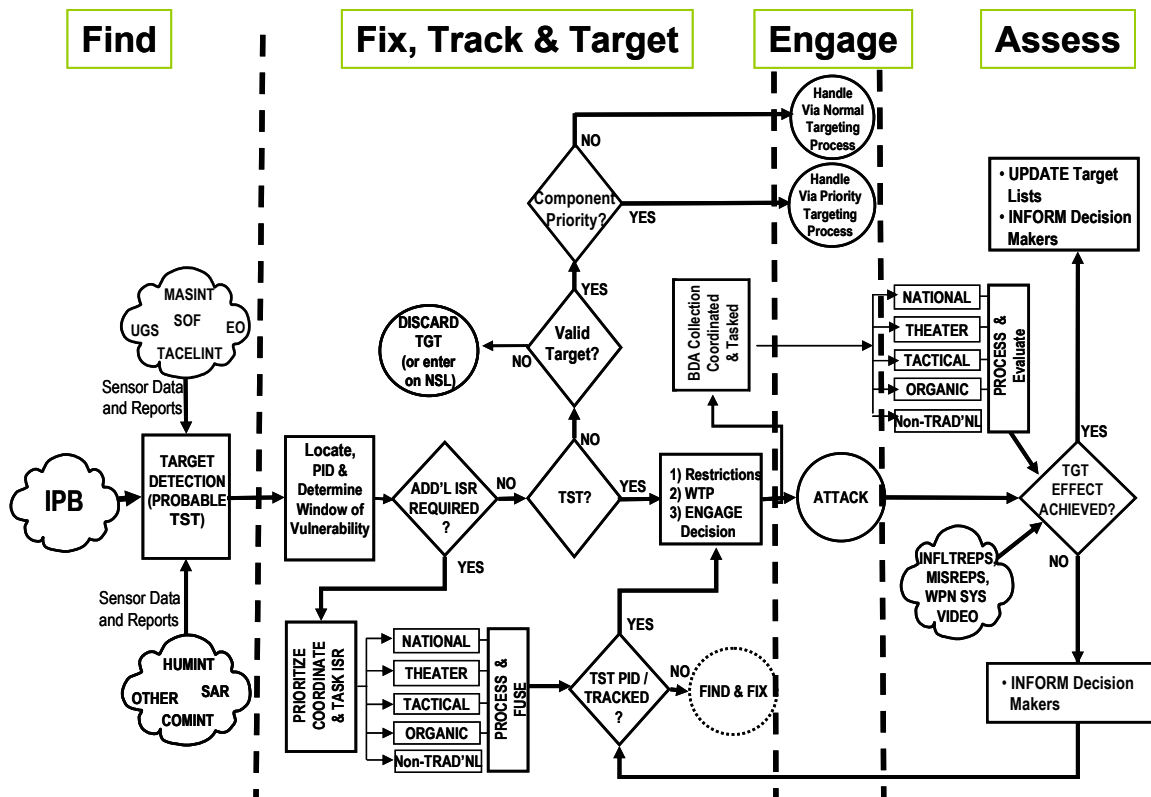 Find
Fix, Track & Target
Engage
Assess
Handle
Via Normal
Targeting
Process
NO
Component
Priority?
YES
Handle
Via Priority
Targeting
Process
• UPDATE Target
Lists
• INFORM Decision
Makers
MASINT
SOF
UGS
EO
TACELINT
Sensor Data
and Reports
YES
Valid
Target?
NO
DISCARD
TGT
(or enter
on NSL)
BDA Collection
Coordinated
& Tasked
NATIONAL
THEATER
TACTICAL
ORGANIC
Non-TRAD'NL
PROCESS &
Evaluate
IPB
TARGET
DETECTION
(PROBABLE
TST)
Locate,
PID &
Determine
Window of
Vulnerability
ADD'L ISR
REQUIRED
?
NO
YES
TST?
NO
YES
1) Restrictions
2) WTP
3) ENGAGE
Decision
ATTACK
TGT
EFFECT
ACHIEVED?
YES
NO
INFLTREPS,
MISREPS,
WPN SYS
VIDEO
Sensor Data
and Reports
HUMINT
OTHER
SAR
COMINT
PRIORITIZE
COORDINATE
& TASK ISR
NATIONAL
THEATER
TACTICAL
ORGANIC
Non-TRAD'NL
PROCESS &
FUSE
TST PID /
TRACKED
?
YES
NO
FIND & FIX
• INFORM Decision
Makers